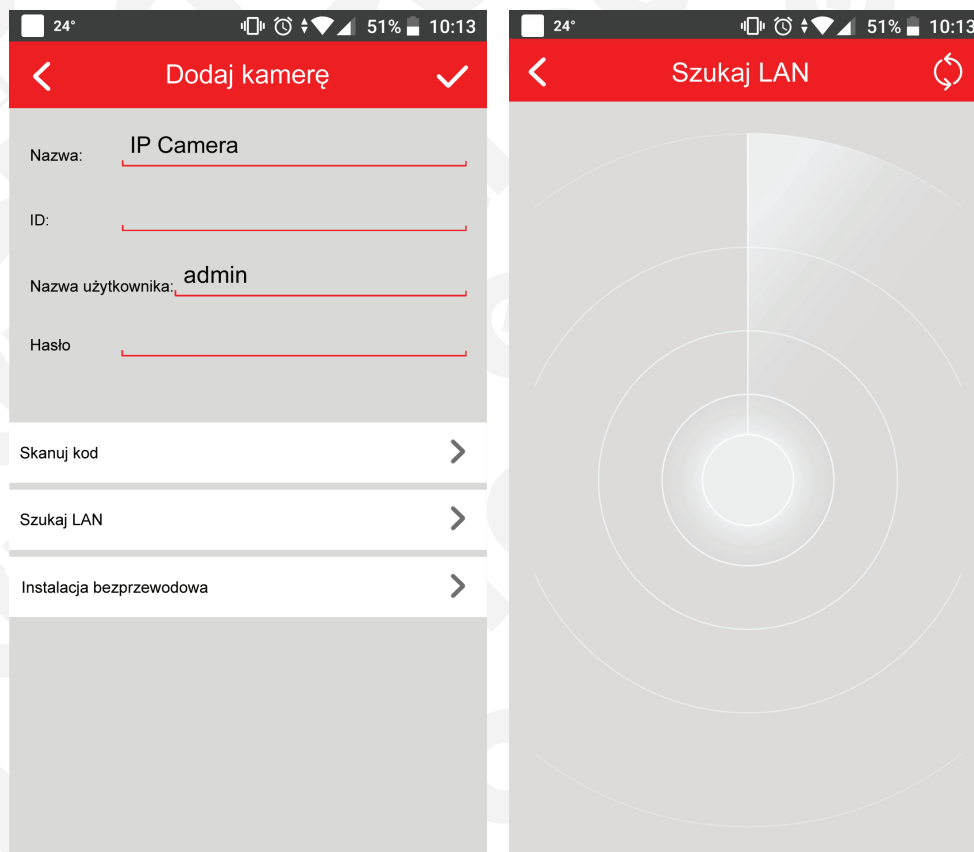 24°
51% 10:13
Dodaj kamerę
Nazwa: IP Camera
ID:
Nazwa użytkownika: admin
Hasło
Skanuj kod
Szukaj LAN
Instalacja bezprzewodowa
24°
51% 10:13
Szukaj LAN